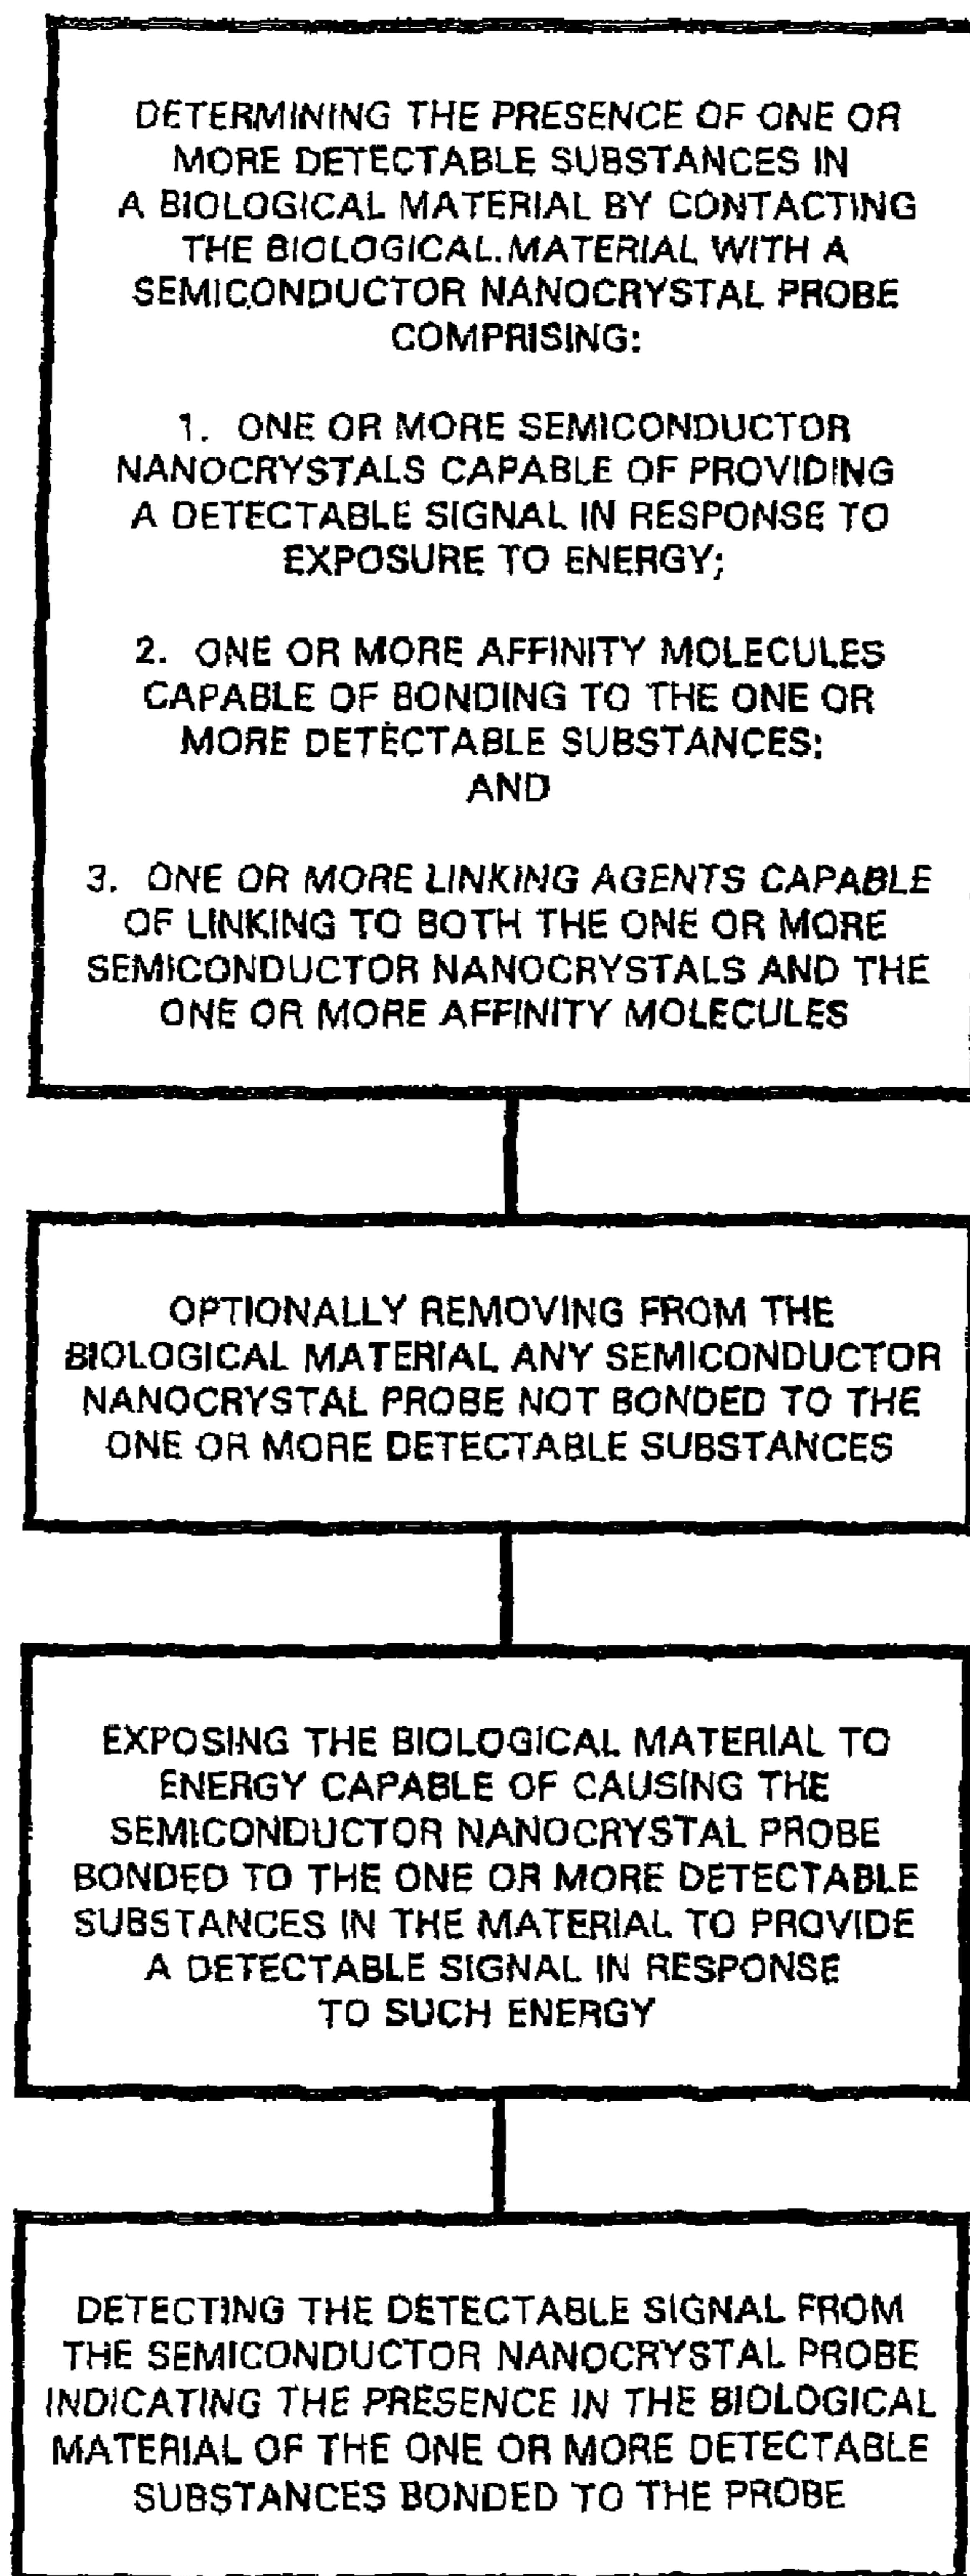 DETERMINING THE PRESENCE OF ONE OR
MORE DETECTABLE SUBSTANCES IN
A BIOLOGICAL MATERIAL BY CONTACTING
THE BIOLOGICAL MATERIAL WITH A
SEMICONDUCTOR NANOCRYSTAL PROBE
COMPRISING:
1. ONE OR MORE SEMICONDUCTOR
NANOCRYSTALS CAPABLE OF PROVIDING
A DETECTABLE SIGNAL IN RESPONSE TO
EXPOSURE TO ENERGY;
2. ONE OR MORE AFFINITY MOLECULES
CAPABLE OF BONDING TO THE ONE OR
MORE DETECTABLE SUBSTANCES:
AND
3. ONE OR MORE LINKING AGENTS CAPABLE
OF LINKING TO BOTH THE ONE OR MORE
SEMICONDUCTOR NANOCRYSTALS AND THE
ONE OR MORE AFFINITY MOLECULES
OPTIONALLY REMOVING FROM THE
BIOLOGICAL MATERIAL ANY SEMICONDUCTOR
NANOCRYSTAL PROBE NOT BONDED TO THE
ONE OR MORE DETECTABLE SUBSTANCES
EXPOSING THE BIOLOGICAL MATERIAL TO
ENERGY CAPABLE OF CAUSING THE
SEMICONDUCTOR NANOCRYSTAL PROBE
BONDED TO THE ONE OR MORE DETECTABLE
SUBSTANCES IN THE MATERIAL TO PROVIDE
A DETECTABLE SIGNAL IN RESPONSE
TO SUCH ENERGY
DETECTING THE DETECTABLE SIGNAL FROM
THE SEMICONDUCTOR NANOCRYSTAL PROBE
INDICATING THE PRESENCE IN THE BIOLOGICAL
MATERIAL OF THE ONE OR MORE DETECTABLE
SUBSTANCES BONDED TO THE PROBE